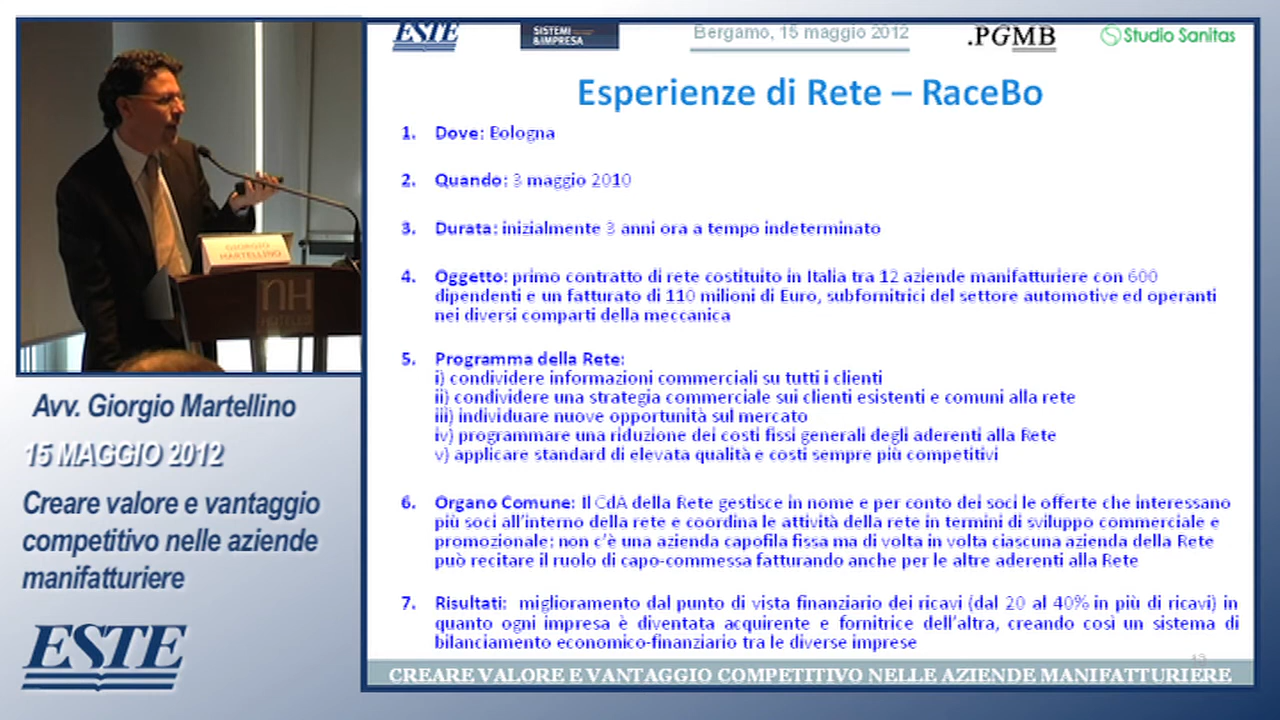 ESTE
SISTEMI
&IMPRESA
Bergamo, 15 maggio 2012
.PGMB
Studio Sanitas
Esperienze di Rete – RaceBo
1. Dove: Bologna
2. Quando: 3 maggio 2010
3. Durata: inizialmente 3 anni ora a tempo indeterminato
4. Oggetto: primo contratto di rete costituito in Italia tra 12 aziende manifatturiere con 600
dipendenti e un fatturato di 110 milioni di Euro, subfornitrici del settore automotive ed operanti
nei diversi comparti della meccanica
5. Programma della Rete:
i) condividere informazioni commerciali su tutti i clienti
ii) condividere una strategia commerciale sui clienti esistenti e comuni alla rete
iii) individuare nuove opportunità sul mercato
iv) programmare una riduzione dei costi fissi generali degli aderenti alla Rete
v) applicare standard di elevata qualità e costi sempre più competitivi
6. Organo Comune: Il CdA della Rete gestisce in nome e per conto dei soci le offerte che interessano
più soci all'interno della rete e coordina le attività della rete in termini di sviluppo commerciale e
promozionale; non c'è una azienda capofila fissa ma di volta in volta ciascuna azienda della Rete
può recitare il ruolo di capo-commessa fatturando anche per le altre aderenti alla Rete
7. Risultati: miglioramento dal punto di vista finanziario dei ricavi (dal 20 al 40% in più di ricavi) in
quanto ogni impresa è diventata acquirente e fornitrice dell'altra, creando così un sistema di
bilanciamento economico-finanziario tra le diverse imprese
CREARE VALORE E VANTAGGIO COMPETITIVO NELLE AZIENDE MANIFATTURIERE
GIORGIO
MARTELLINO
nH
HOTELES
Avv. Giorgio Martellino
15 MAGGIO 2012
Creare valore e vantaggio
competitivo nelle aziende
manifatturiere
ESTE